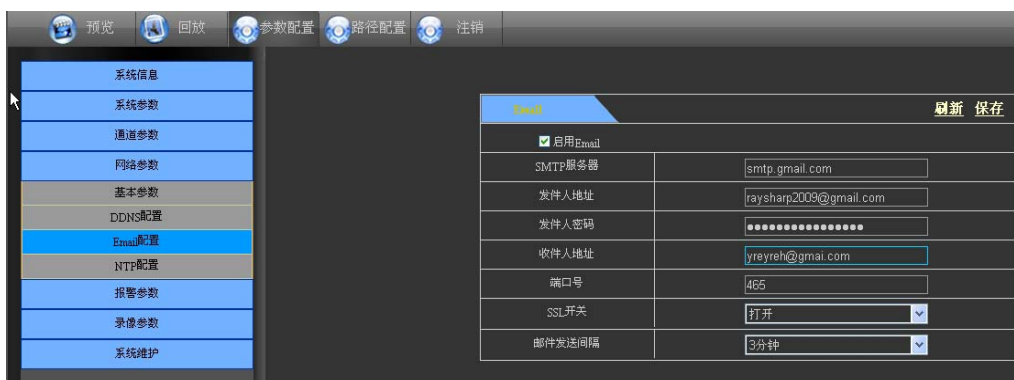 预览 回放 参数配置 路径配置 注销
系统信息
系统参数
通道参数
网络参数
基本参数
DDNS配置
Email配置
NTP配置
报警参数
录像参数
系统维护
Email 刷新 保存
启用Email
SMTP服务器 smtp.gmail.com
发件人地址 raysharp2009@gmail.com
发件人密码 ●●●●●●●●●●●●●●●●
收件人地址 yreyreh@gmai.com
端口号 465
SSL开关 打开
邮件发送间隔 3分钟